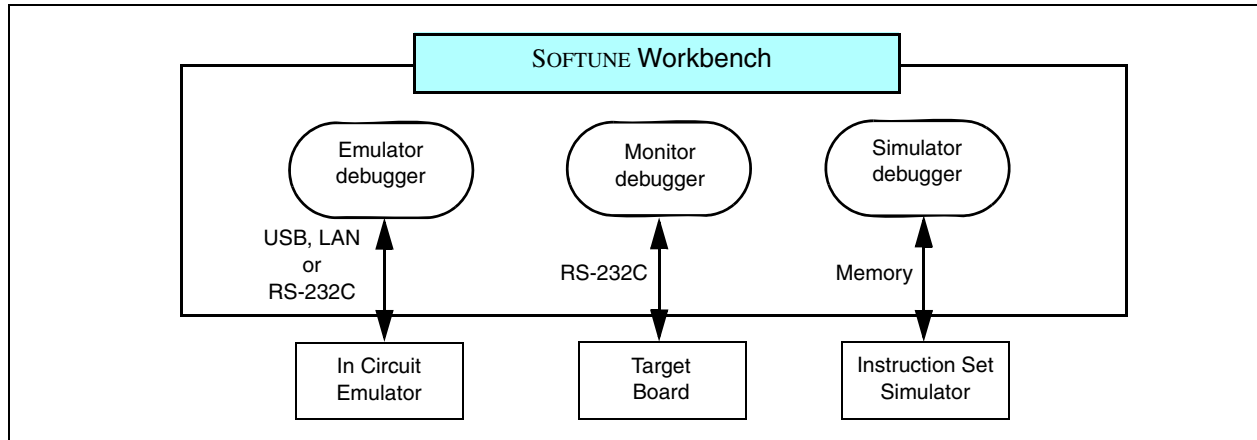 SOFTUNE Workbench
Emulator
debugger
Monitor
debugger
Simulator
debugger
USB, LAN
or
RS-232C
RS-232C
Memory
In Circuit
Emulator
Target
Board
Instruction Set
Simulator